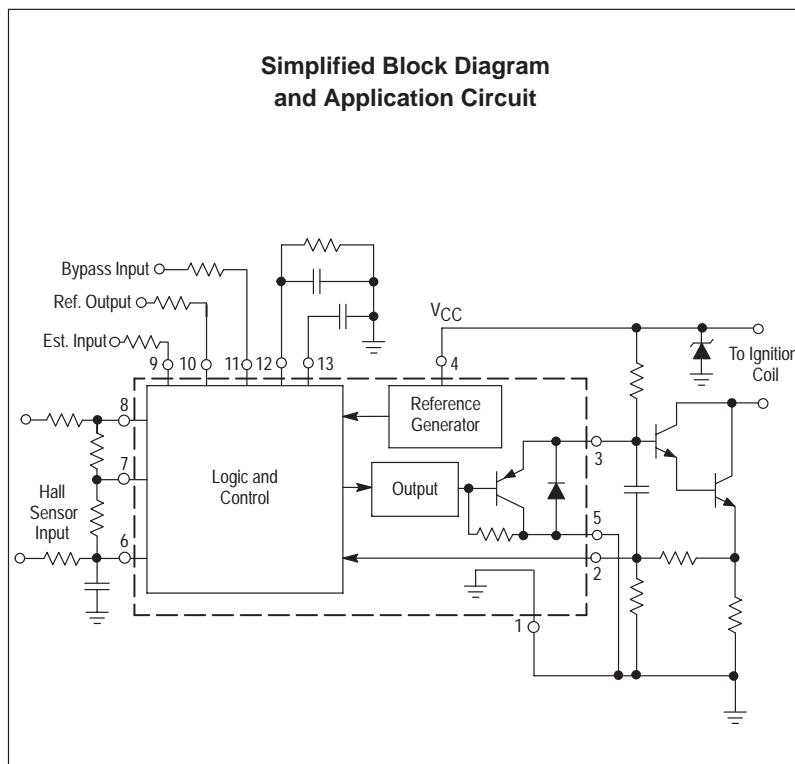 Simplified Block Diagram
and Application Circuit
Bypass Input
Ref. Output
Est. Input
9
10
11
12
13
VCC
4
To Ignition
Coil
8
7
6
Hall
Sensor
Input
Logic and
Control
Reference
Generator
Output
3
5
2
1